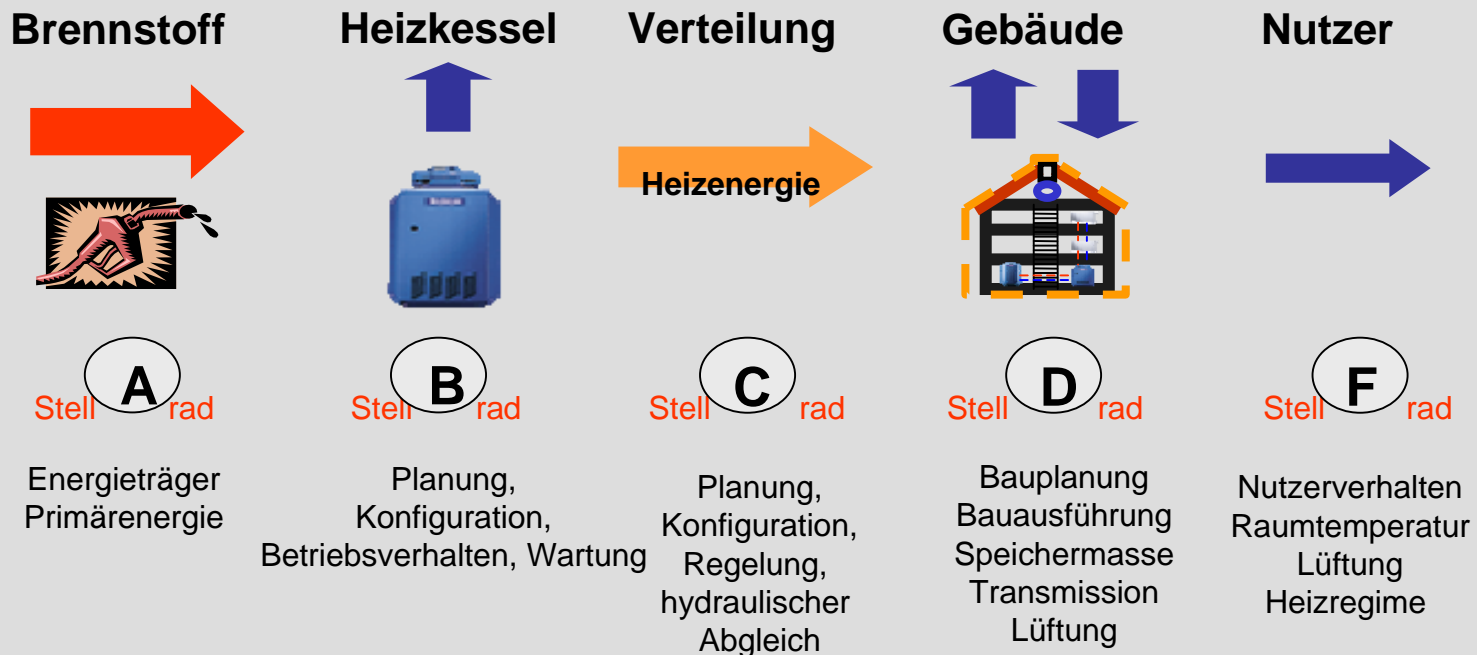 Brennstoff
Heizkessel
Verteilung
Gebäude
Nutzer
Heizenergie
Stell A rad
Stell B rad
Stell C rad
Stell D rad
Stell F rad
Energieträger
Primärenergie
Planung,
Konfiguration,
Betriebsverhalten, Wartung
Planung,
Konfiguration,
Regelung,
hydraulischer
Abgleich
Bauplanung
Bauausführung
Speichermasse
Transmission
Lüftung
Nutzerverhalten
Raumtemperatur
Lüftung
Heizregime